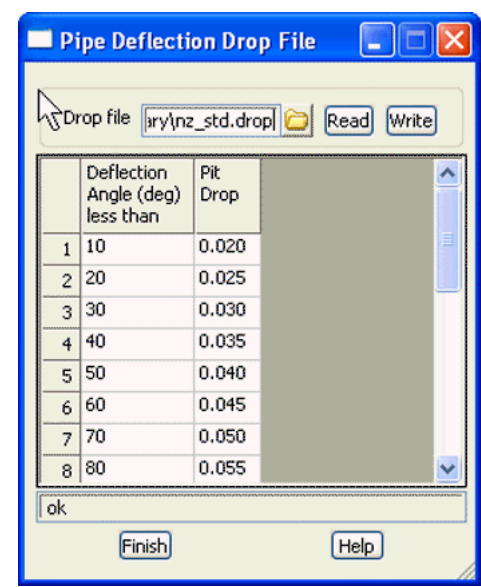 Pipe Deflection Drop File
Drop file ary\nz_std.drop Read Write
Deflection Angle (deg) less than Pit Drop
1 10 0.020
2 20 0.025
3 30 0.030
4 40 0.035
5 50 0.040
6 60 0.045
7 70 0.050
8 80 0.055
ok
Finish Help